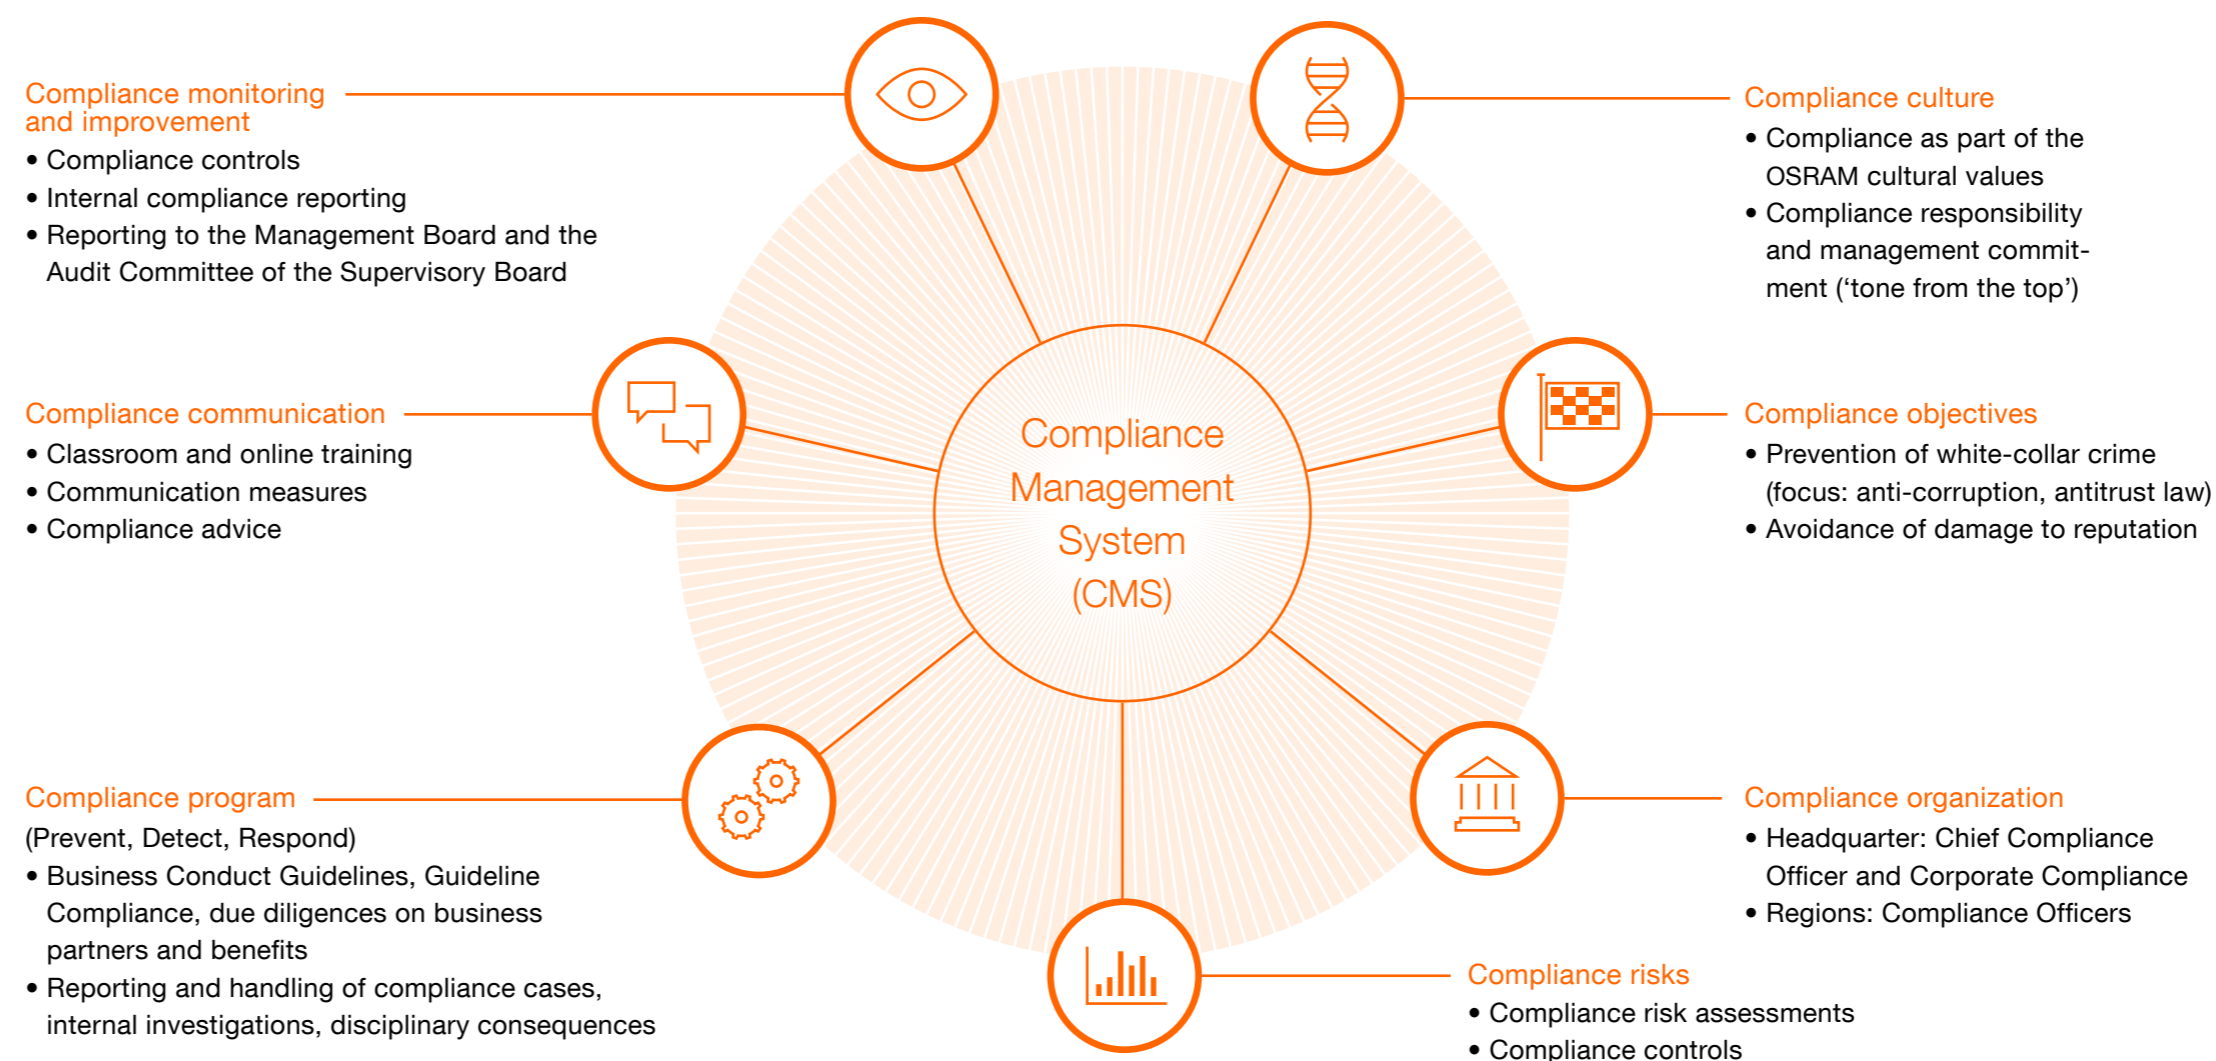 Compliance monitoring
and improvement
• Compliance controls
• Internal compliance reporting
• Reporting to the Management Board and the
Audit Committee of the Supervisory Board
Compliance culture
• Compliance as part of the
OSRAM cultural values
• Compliance responsibility
and management commit-
ment (‘tone from the top’)
Compliance communication
• Classroom and online training
• Communication measures
• Compliance advice
Compliance
Management
System
(CMS)
Compliance objectives
• Prevention of white-collar crime
(focus: anti-corruption, antitrust law)
• Avoidance of damage to reputation
Compliance program
(Prevent, Detect, Respond)
• Business Conduct Guidelines, Guideline
Compliance, due diligences on business
partners and benefits
• Reporting and handling of compliance cases,
internal investigations, disciplinary consequences
Compliance organization
• Headquarter: Chief Compliance
Officer and Corporate Compliance
• Regions: Compliance Officers
Compliance risks
• Compliance risk assessments
• Compliance controls